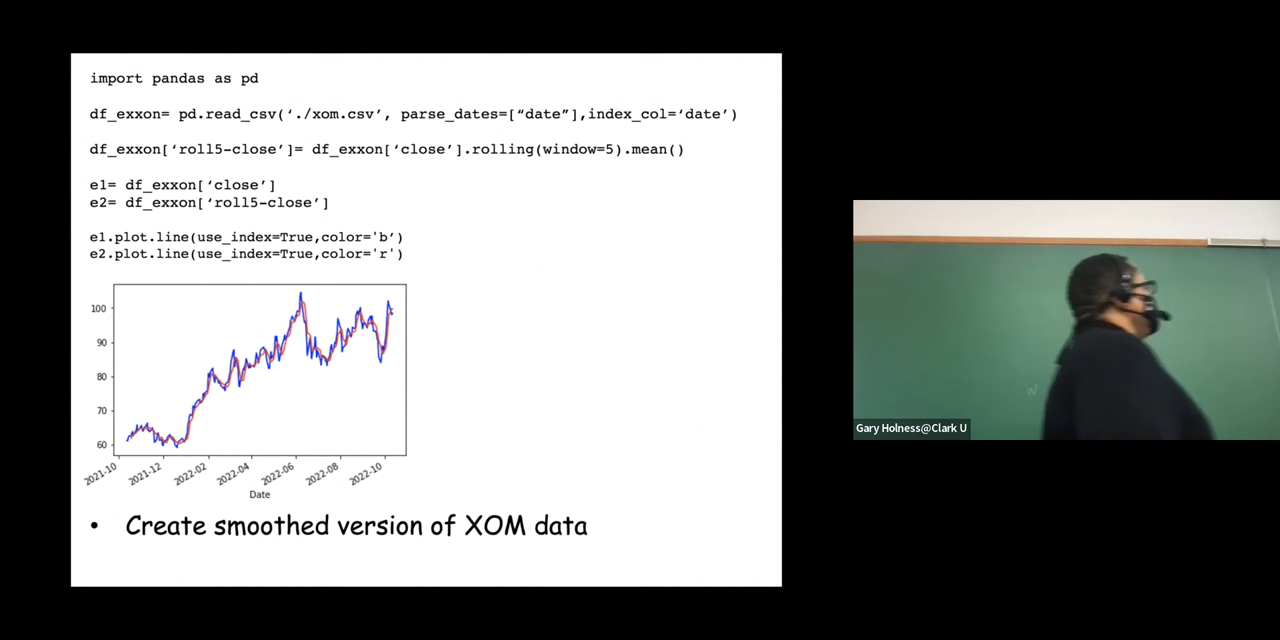 import pandas as pd
df_exxon= pd.read_csv(‘./xom.csv’, parse_dates=[“date”],index_col=‘date’)
df_exxon[‘roll5-close’]= df_exxon[‘close’].rolling(window=5).mean()
e1= df_exxon[‘close’]
e2= df_exxon[‘roll5-close’]
e1.plot.line(use_index=True,color='b’)
e2.plot.line(use_index=True,color='r')
100
90
80
70
60
2021-10
2021-12
2022-02
2022-04
2022-06
2022-08
2022-10
Date
• Create smoothed version of XOM data
W
Gary Holness@Clark U